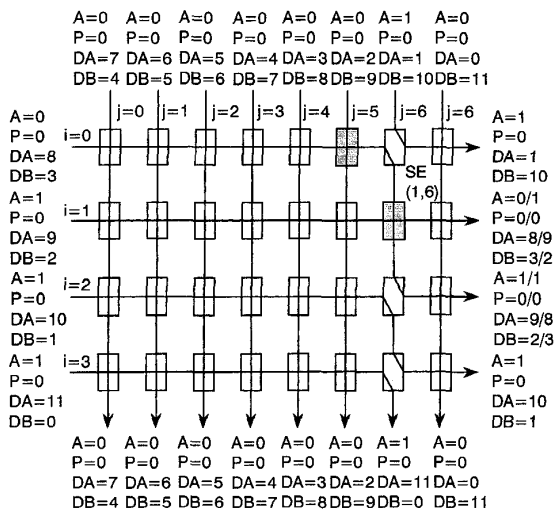 A=0 A=0 A=0 A=0 A=0 A=0 A=1 A=0
P=0 P=0 P=0 P=0 P=0 P=0 P=0 P=0
DA=7 DA=6 DA=5 DA=4 DA=3 DA=2 DA=1 DA=0
DB=4 DB=5 DB=6 DB=7 DB=8 DB=9 DB=10 DB=11
j=0 j=1 j=2 j=3 j=4 j=5 j=6 j=6
A=0
P=0 i=0
DA=8
DB=3
A=1
P=0 i=1
DA=9
DB=2
A=1
P=0 i=2
DA=10
DB=1
A=1
P=0 i=3
DA=11
DB=0
SE
(1,6)
A=1
P=0
DA=1
DB=10
A=0/1
P=0/0
DA=8/9
DB=3/2
A=1/1
P=0/0
DA=9/8
DB=2/3
A=1
P=0
DA=10
DB=1
A=0 A=0 A=0 A=0 A=0 A=0 A=1 A=0
P=0 P=0 P=0 P=0 P=0 P=0 P=0 P=0
DA=7 DA=6 DA=5 DA=4 DA=3 DA=2 DA=11 DA=0
DB=4 DB=5 DB=6 DB=7 DB=8 DB=9 DB=0 DB=11